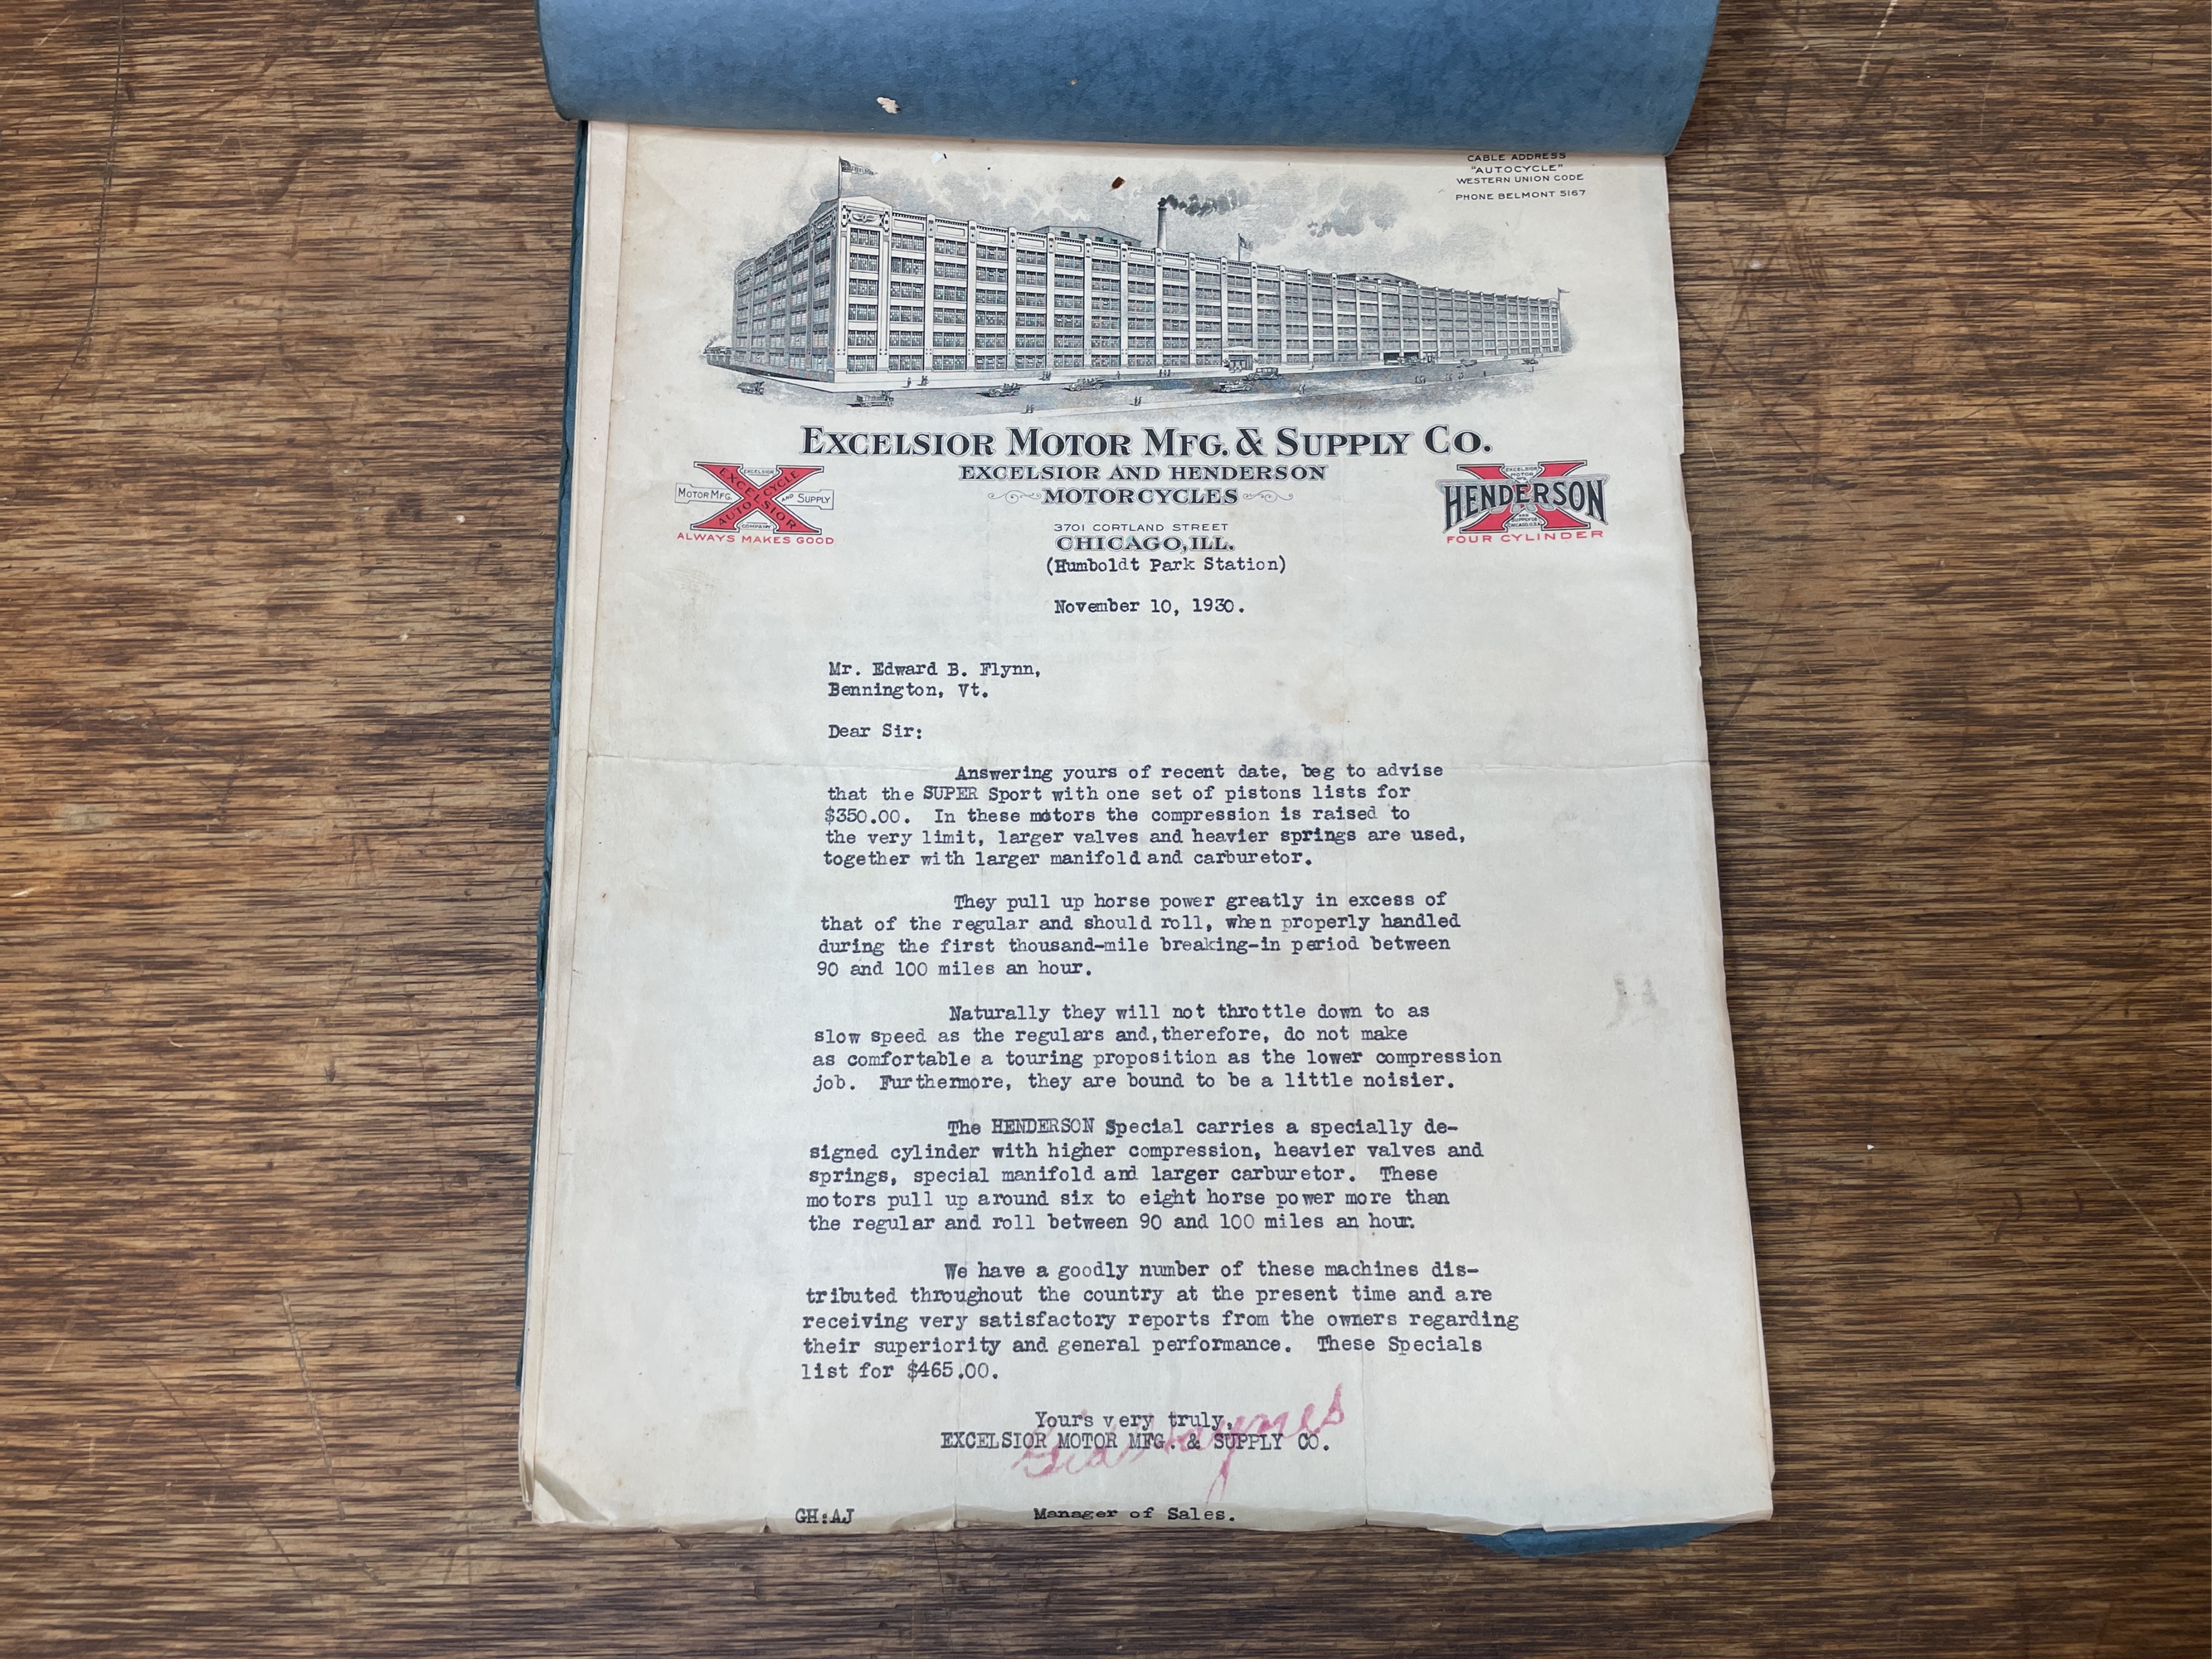 CABLE ADDRESS
"AUTOCYCLE"
WESTERN UNION CODE
PHONE BELMONT 5167
EXCELSIOR MOTOR MFG. & SUPPLY CO.
EXCELSIOR AND HENDERSON
MOTORCYCLES
EXCELSIOR
EXCELSIOR
AUTO CYCLE
MOTOR MFG. AND SUPPLY
COMPANY
ALWAYS MAKES GOOD
EXCELSIOR
MOTOR
HENDERSON
FOUR CYLINDER
3701 CORTLAND STREET
CHICAGO, ILL.
(Humboldt Park Station)
November 10, 1930.
Mr. Edward B. Flynn,
Bennington, Vt.
Dear Sir:
Answering yours of recent date, beg to advise
that the SUPER Sport with one set of pistons lists for
$350.00. In these motors the compression is raised to
the very limit, larger valves and heavier springs are used,
together with larger manifold and carburetor.
They pull up horse power greatly in excess of
that of the regular and should roll, when properly handled
during the first thousand-mile breaking-in period between
90 and 100 miles an hour.
Naturally they will not throttle down to as
slow speed as the regulars and, therefore, do not make
as comfortable a touring proposition as the lower compression
job. Furthermore, they are bound to be a little noisier.
The HENDERSON Special carries a specially de-
signed cylinder with higher compression, heavier valves and
springs, special manifold and larger carburetor. These
motors pull up around six to eight horse power more than
the regular and roll between 90 and 100 miles an hour.
We have a goodly number of these machines dis-
tributed throughout the country at the present time and are
receiving very satisfactory reports from the owners regarding
their superiority and general performance. These Specials
list for $465.00.
Yours very truly,
EXCELSIOR MOTOR MFG. & SUPPLY CO.
GH:AJ Manager of Sales.